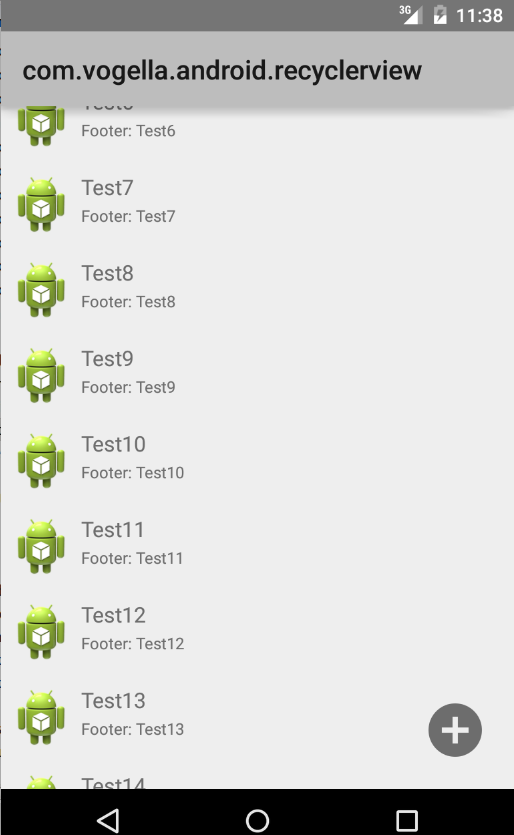 3G 11:38
com.vogella.android.recyclerview
Test6
Footer: Test6
Test7
Footer: Test7
Test8
Footer: Test8
Test9
Footer: Test9
Test10
Footer: Test10
Test11
Footer: Test11
Test12
Footer: Test12
Test13
Footer: Test13
Test14